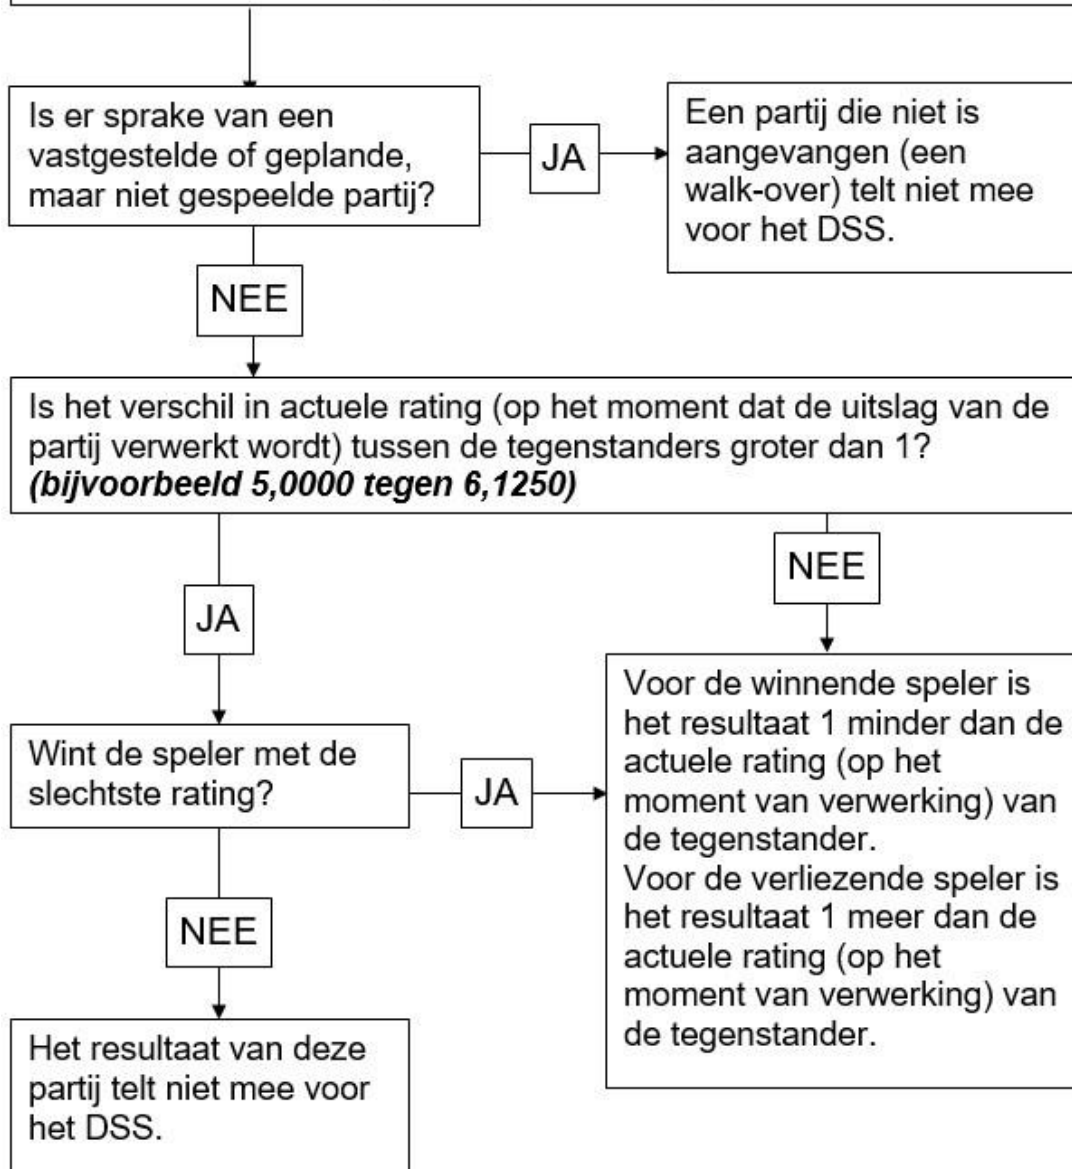 Is er sprake van een
vastgestelde of geplande,
maar niet gespeelde partij?
JA
Een partij die niet is
aangevangen (een
walk-over) telt niet mee
voor het DSS.
NEE
Is het verschil in actuele rating (op het moment dat de uitslag van de
partij verwerkt wordt) tussen de tegenstanders groter dan 1?
(bijvoorbeeld 5,0000 tegen 6,1250)
JA
NEE
Wint de speler met de
slechtste rating?
JA
Voor de winnende speler is
het resultaat 1 minder dan de
actuele rating (op het
moment van verwerking) van
de tegenstander.
Voor de verliezende speler is
het resultaat 1 meer dan de
actuele rating (op het
moment van verwerking) van
de tegenstander.
NEE
Het resultaat van deze
partij telt niet mee voor
het DSS.